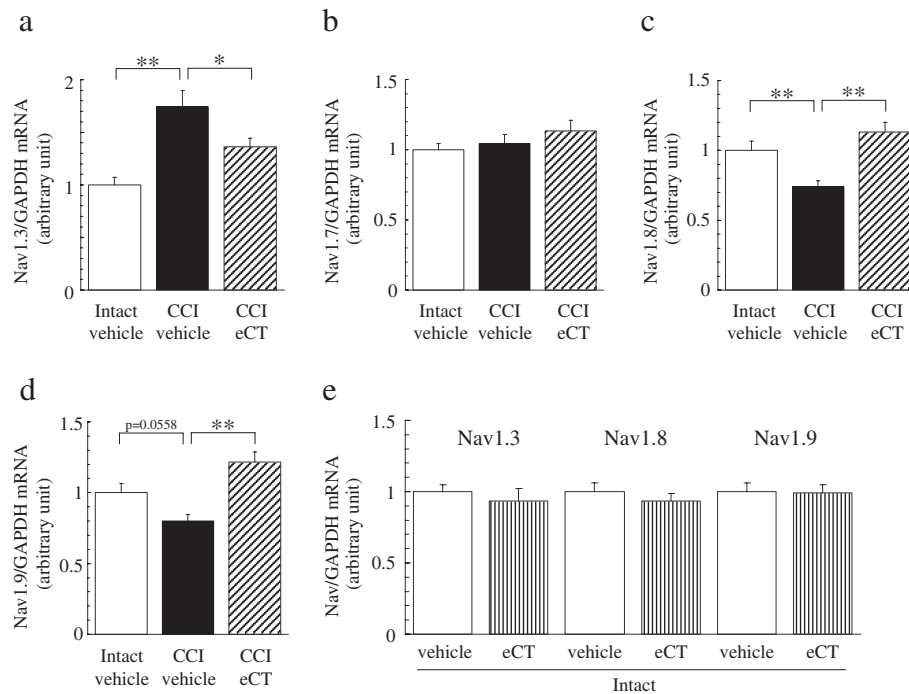 a
Nav1.3/GAPDH mRNA
(arbitrary unit)
2
1
0
** *
Intact CCI CCI
vehicle vehicle eCT
b
Nav1.7/GAPDH mRNA
(arbitrary unit)
1.5
1
0.5
0
Intact CCI CCI
vehicle vehicle eCT
c
Nav1.8/GAPDH mRNA
(arbitrary unit)
1.5
1
0.5
0
** **
Intact CCI CCI
vehicle vehicle eCT
d
Nav1.9/GAPDH mRNA
(arbitrary unit)
1.5
1
0.5
0
p=0.0558 **
Intact CCI CCI
vehicle vehicle eCT
e
Nav/GAPDH mRNA
(arbitrary unit)
1.5
1
0.5
0
Nav1.3 Nav1.8 Nav1.9
vehicle eCT vehicle eCT vehicle eCT
Intact